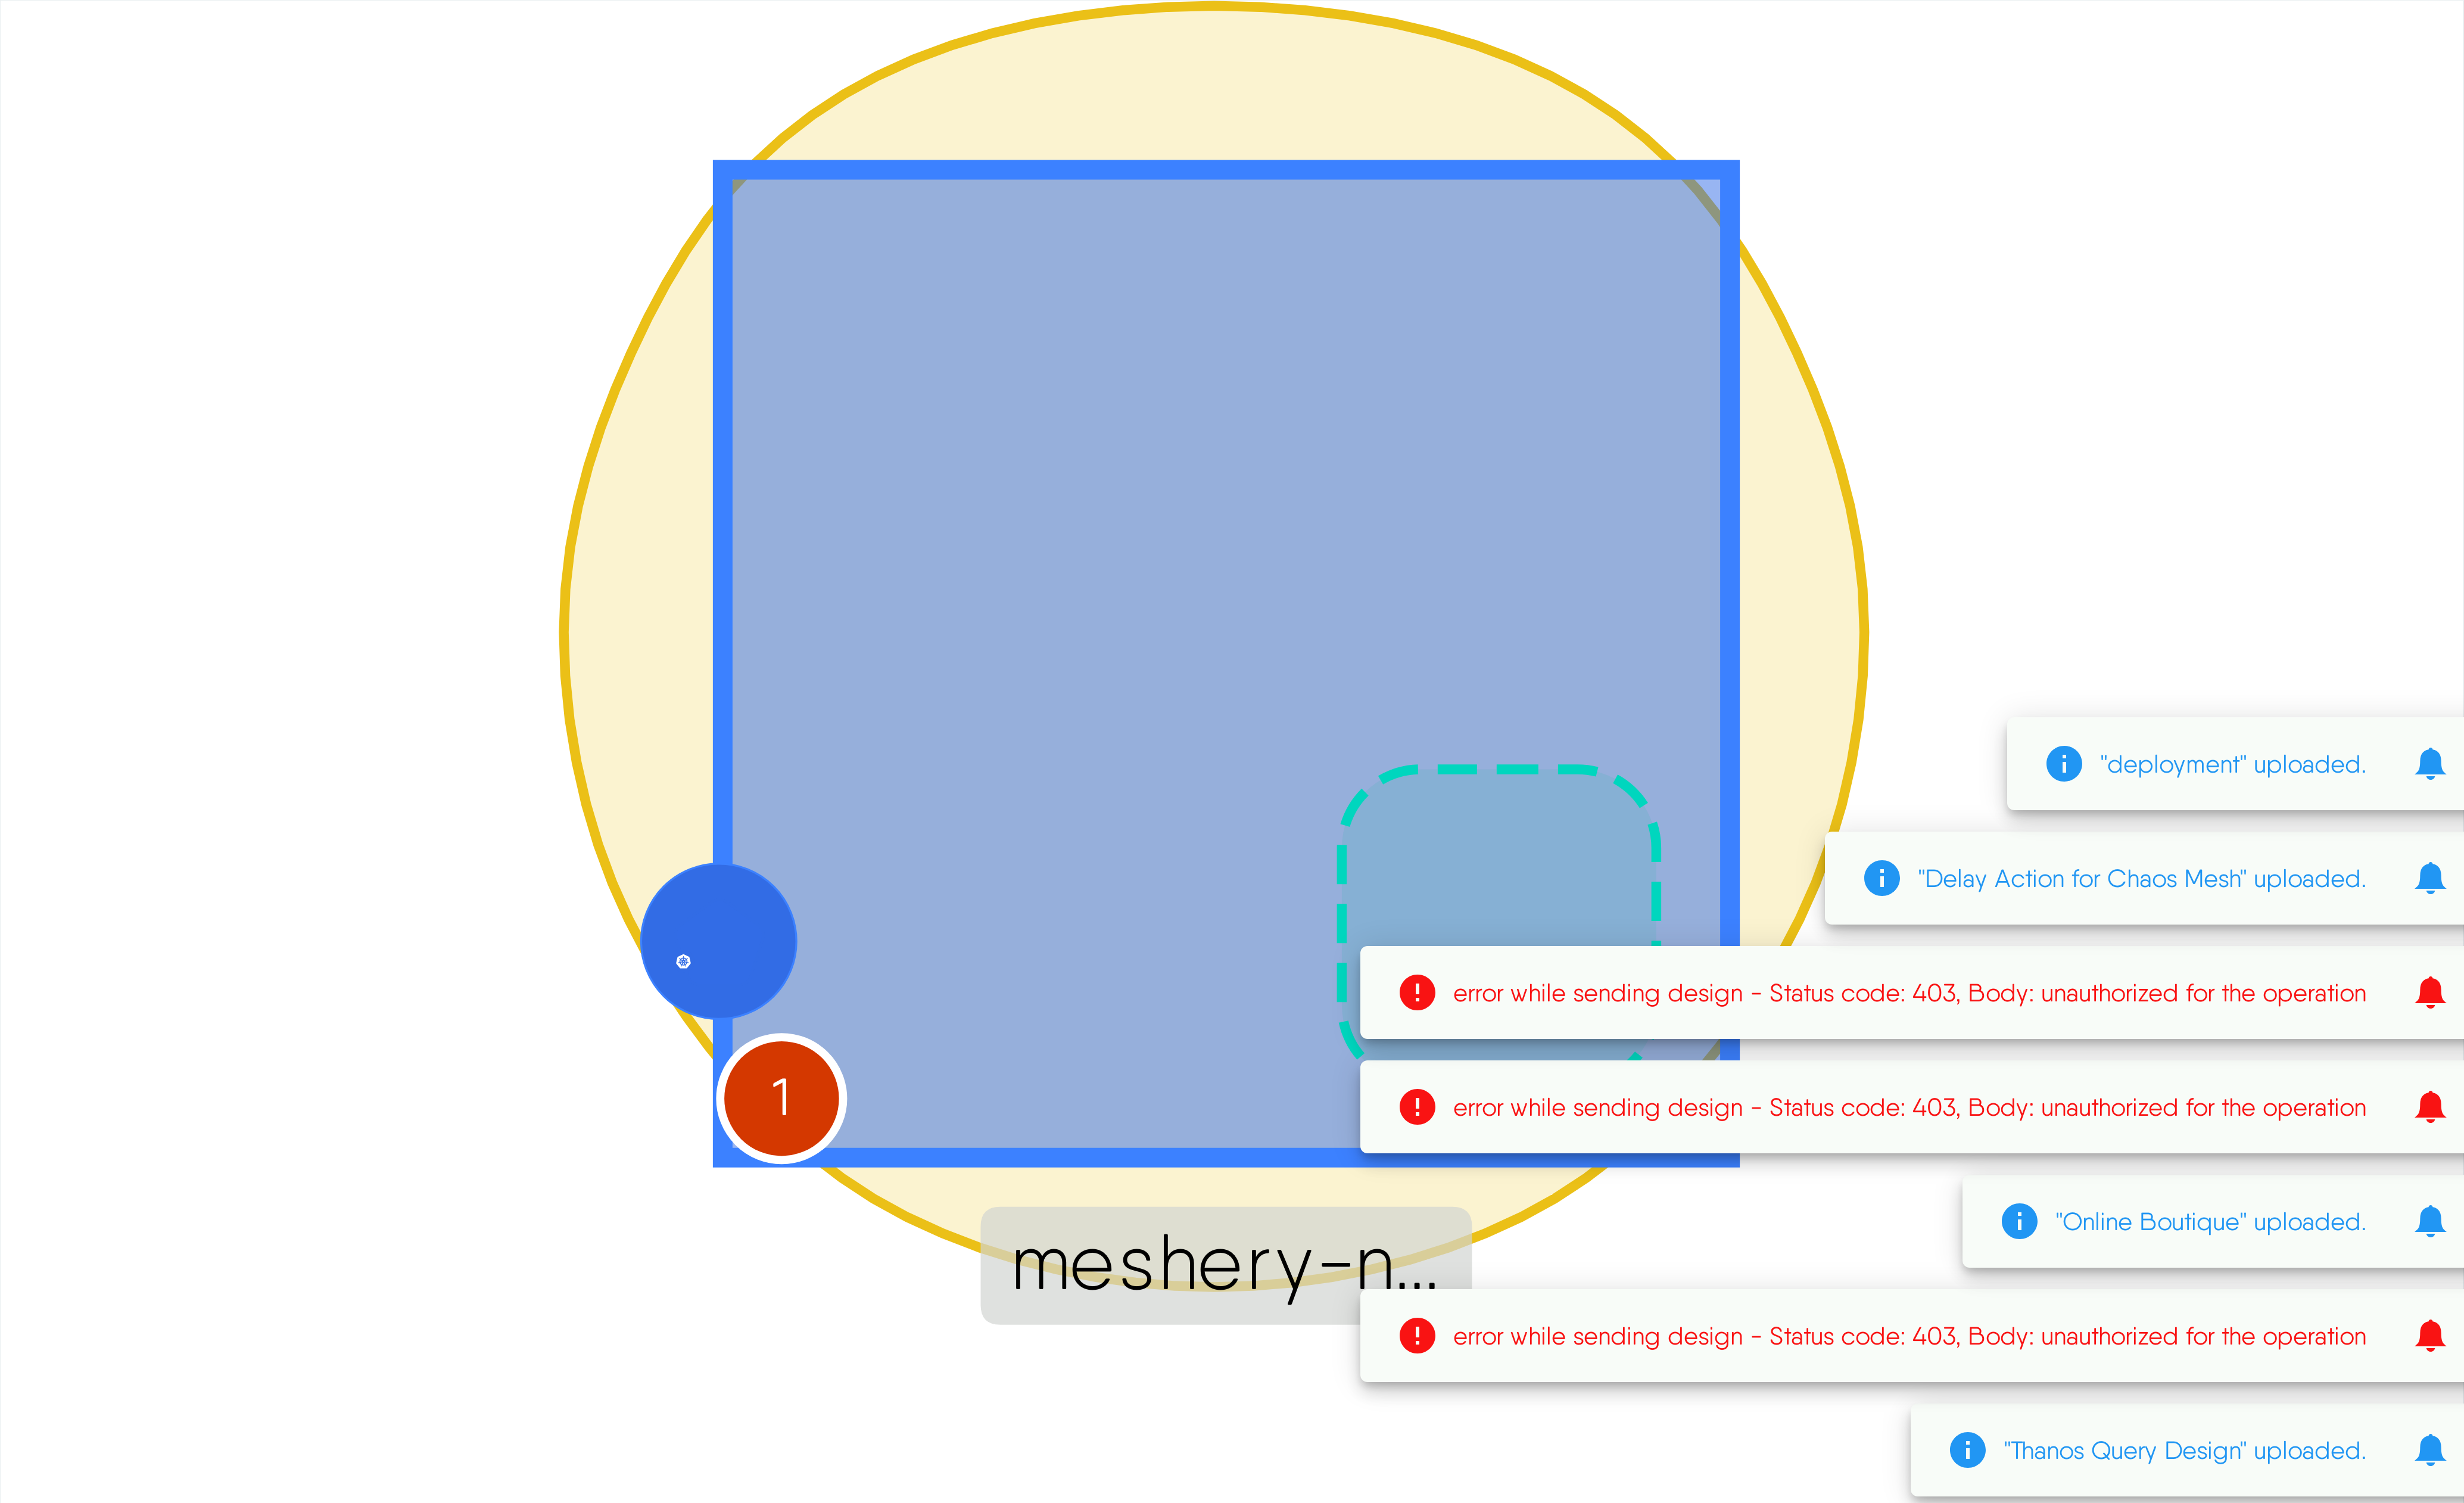 "deployment" uploaded.
"Delay Action for Chaos Mesh" uploaded.
error while sending design - Status code: 403, Body: unauthorized for the operation
1
error while sending design - Status code: 403, Body: unauthorized for the operation
"Online Boutique" uploaded.
meshery-n...
error while sending design - Status code: 403, Body: unauthorized for the operation
"Thanos Query Design" uploaded.